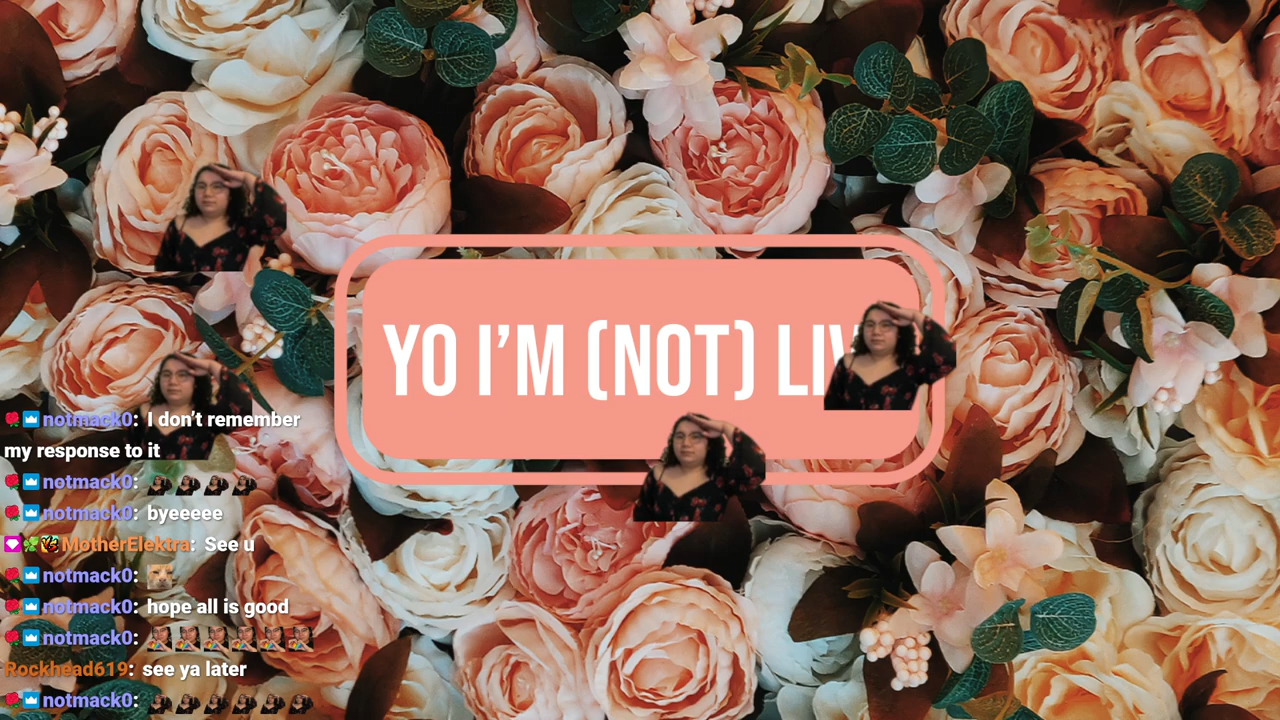 YO I’M (NOT) LIV
notmack0: I don’t remember
my response to it
notmack0:
notmack0: byeeeee
MotherElektra: See u
notmack0:
notmack0: hope all is good
notmack0:
Rockhead619: see ya later
notmack0: